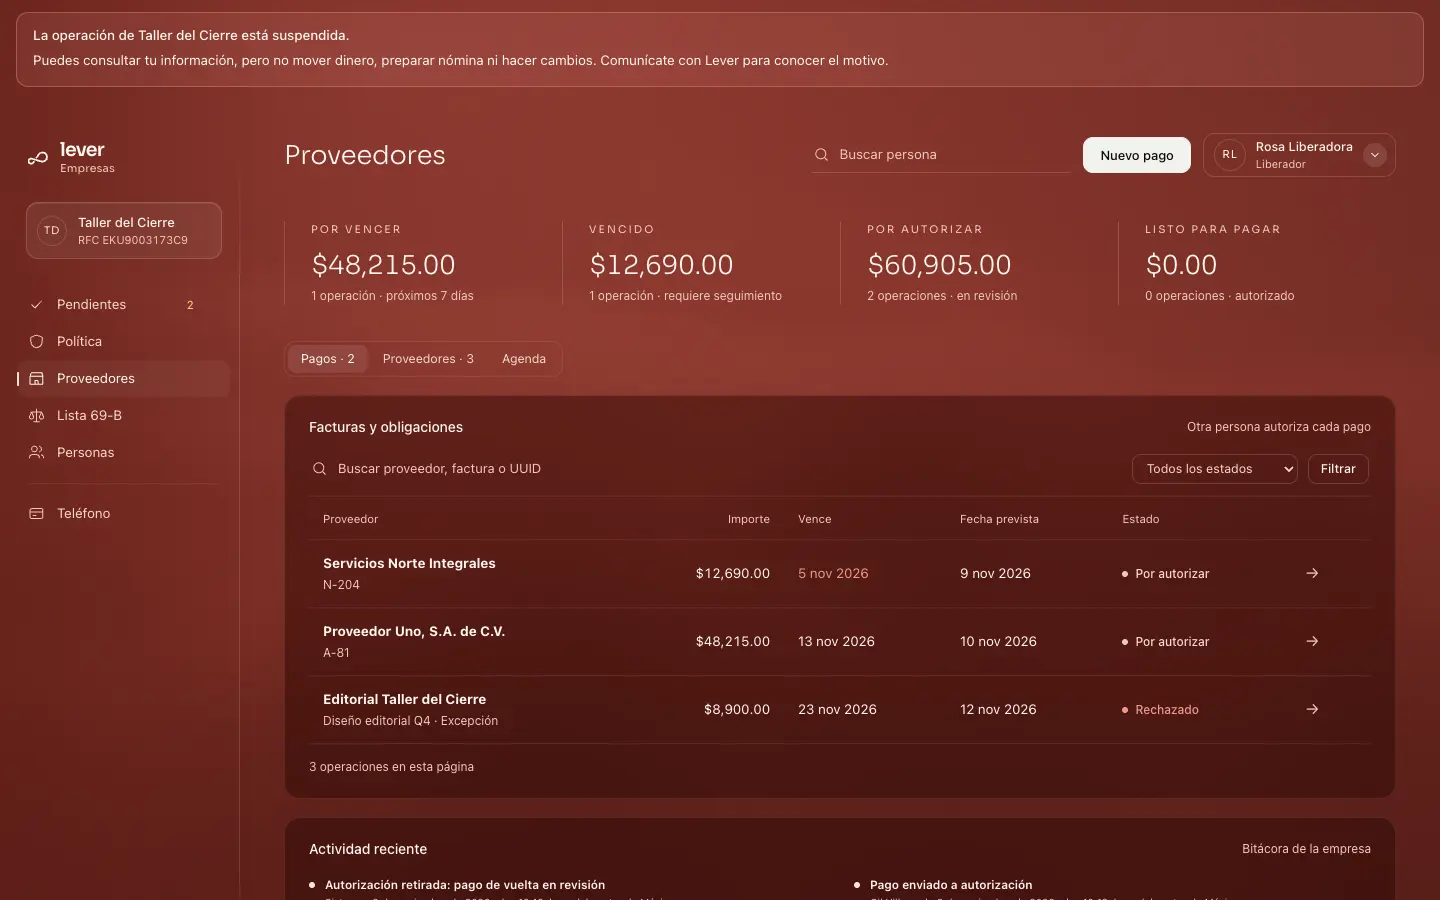 La operación de Taller del Cierre está suspendida.
Puedes consultar tu información, pero no mover dinero, preparar nómina ni hacer cambios. Comunícate con Lever para conocer el motivo.
lever
Empresas
TD
Taller del Cierre
RFC EKU9003173C9
Pendientes 2
Política
Proveedores
Lista 69-B
Personas
Teléfono
Proveedores
Buscar persona
Nuevo pago
RL
Rosa Liberadora
Liberador
POR VENCER
$48,215.00
1 operación · próximos 7 días
VENCIDO
$12,690.00
1 operación · requiere seguimiento
POR AUTORIZAR
$60,905.00
2 operaciones · en revisión
LISTO PARA PAGAR
$0.00
0 operaciones · autorizado
Pagos · 2 Proveedores · 3 Agenda
Facturas y obligaciones Otra persona autoriza cada pago
Buscar proveedor, factura o UUID Todos los estados Filtrar
Proveedor Importe Vence Fecha prevista Estado
Servicios Norte Integrales
N-204
$12,690.00 5 nov 2026 9 nov 2026 Por autorizar
Proveedor Uno, S.A. de C.V.
A-81
$48,215.00 13 nov 2026 10 nov 2026 Por autorizar
Editorial Taller del Cierre
Diseño editorial Q4 · Excepción
$8,900.00 23 nov 2026 12 nov 2026 Rechazado
3 operaciones en esta página
Actividad reciente Bitácora de la empresa
Autorización retirada: pago de vuelta en revisión
Pago enviado a autorización